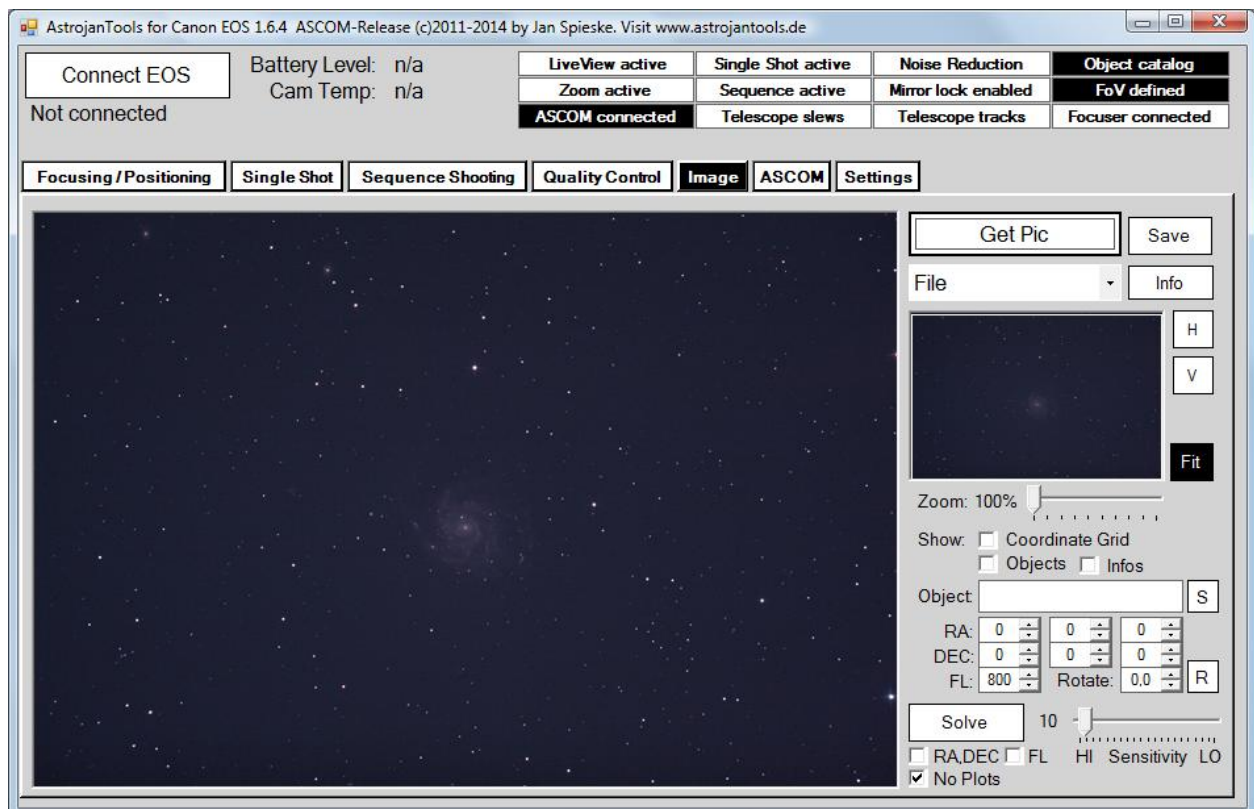 AstrojanTools for Canon EOS 1.6.4 ASCOM-Release (c)2011-2014 by Jan Spieske. Visit www.astrojantools.de
Connect EOS
Not connected
Battery Level: n/a
Cam Temp: n/a
LiveView active Single Shot active Noise Reduction Object catalog
Zoom active Sequence active Mirror lock enabled FoV defined
ASCOM connected Telescope slews Telescope tracks Focuser connected
Focusing / Positioning Single Shot Sequence Shooting Quality Control Image ASCOM Settings
Get Pic Save
File Info
H
V
Fit
Zoom: 100%
Show: Coordinate Grid
Objects Infos
Object: S
RA: 0 0 0
DEC: 0 0 0
FL: 800 Rotate: 0,0 R
Solve 10
RA,DEC FL HI Sensitivity LO
No Plots